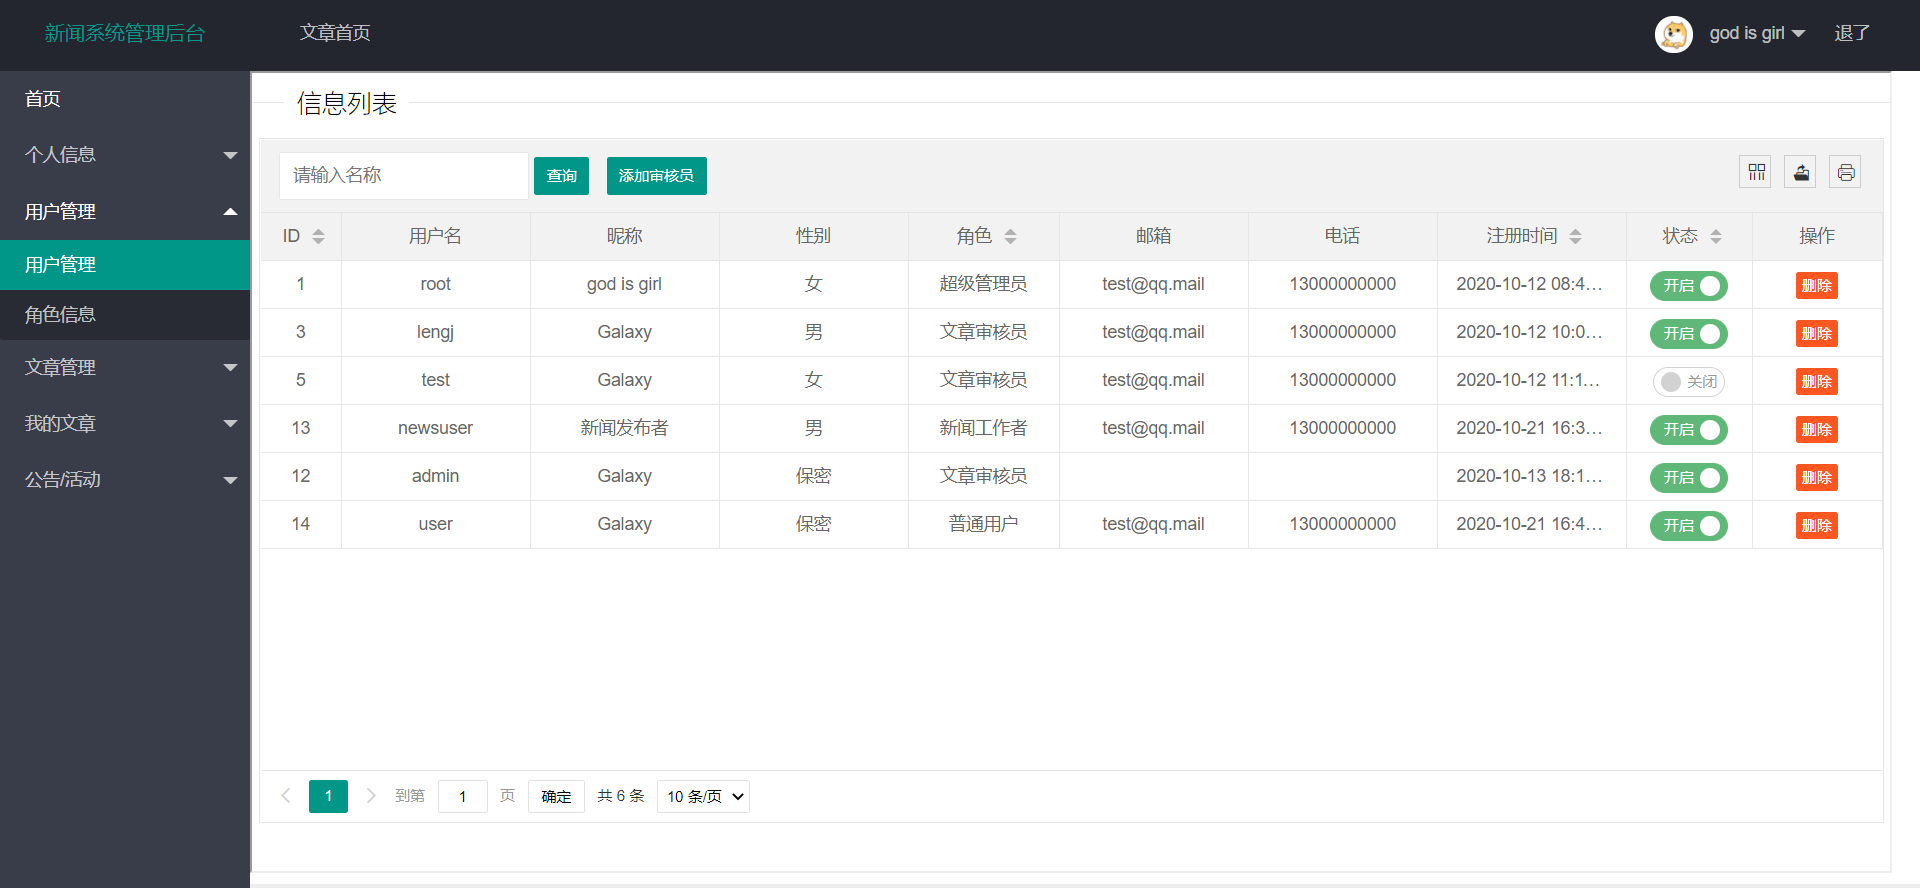 新闻系统管理后台 文章首页 god is girl 退了
首页
个人信息
用户管理
用户管理
角色信息
文章管理
我的文章
公告/活动
信息列表
请输入名称 查询 添加审核员
ID 用户名 昵称 性别 角色 邮箱 电话 注册时间 状态 操作
1 root god is girl 女 超级管理员 test@qq.mail 13000000000 2020-10-12 08:4... 开启 删除
3 lengj Galaxy 男 文章审核员 test@qq.mail 13000000000 2020-10-12 10:0... 开启 删除
5 test Galaxy 女 文章审核员 test@qq.mail 13000000000 2020-10-12 11:1... 关闭 删除
13 newsuser 新闻发布者 男 新闻工作者 test@qq.mail 13000000000 2020-10-21 16:3... 开启 删除
12 admin Galaxy 保密 文章审核员 2020-10-13 18:1... 开启 删除
14 user Galaxy 保密 普通用户 test@qq.mail 13000000000 2020-10-21 16:4... 开启 删除
1 到第 1 页 确定 共 6 条 10 条/页